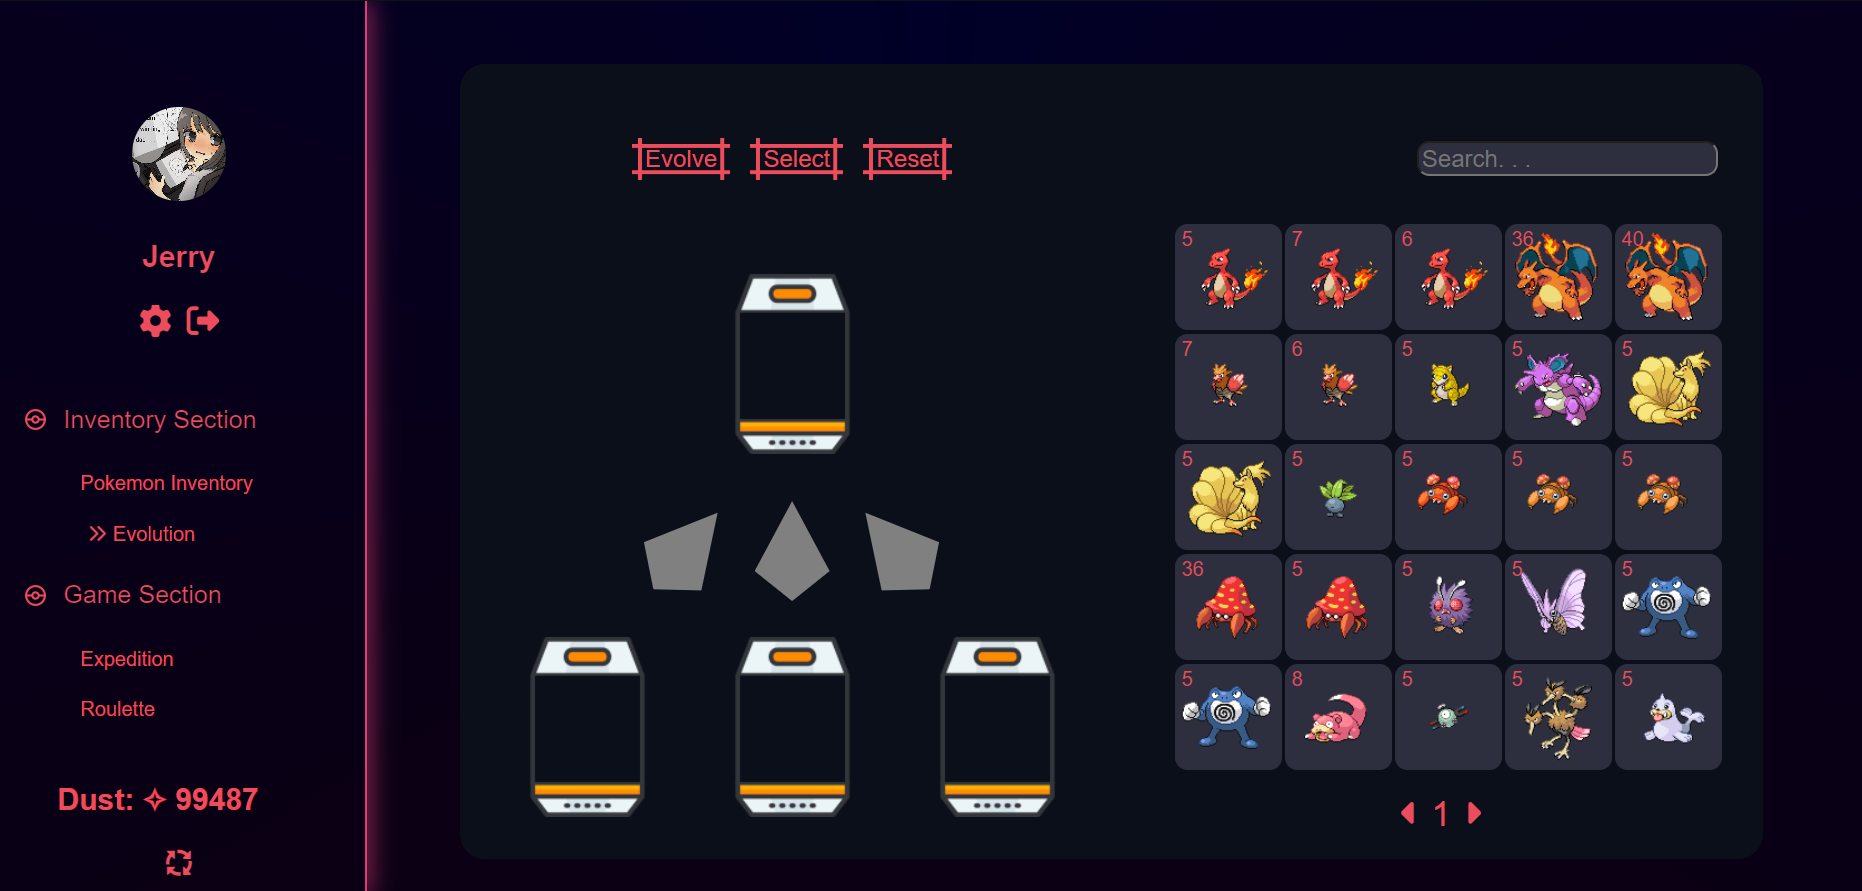 Jerry
Inventory Section
Pokemon Inventory
Evolution
Game Section
Expedition
Roulette
Dust: 99487
Evolve Select Reset
Search. . .
5 7 6 36 40
7 6 5 5 5
5 5 5 5 5
36 5 5 5 5
5 8 5 5 5
1